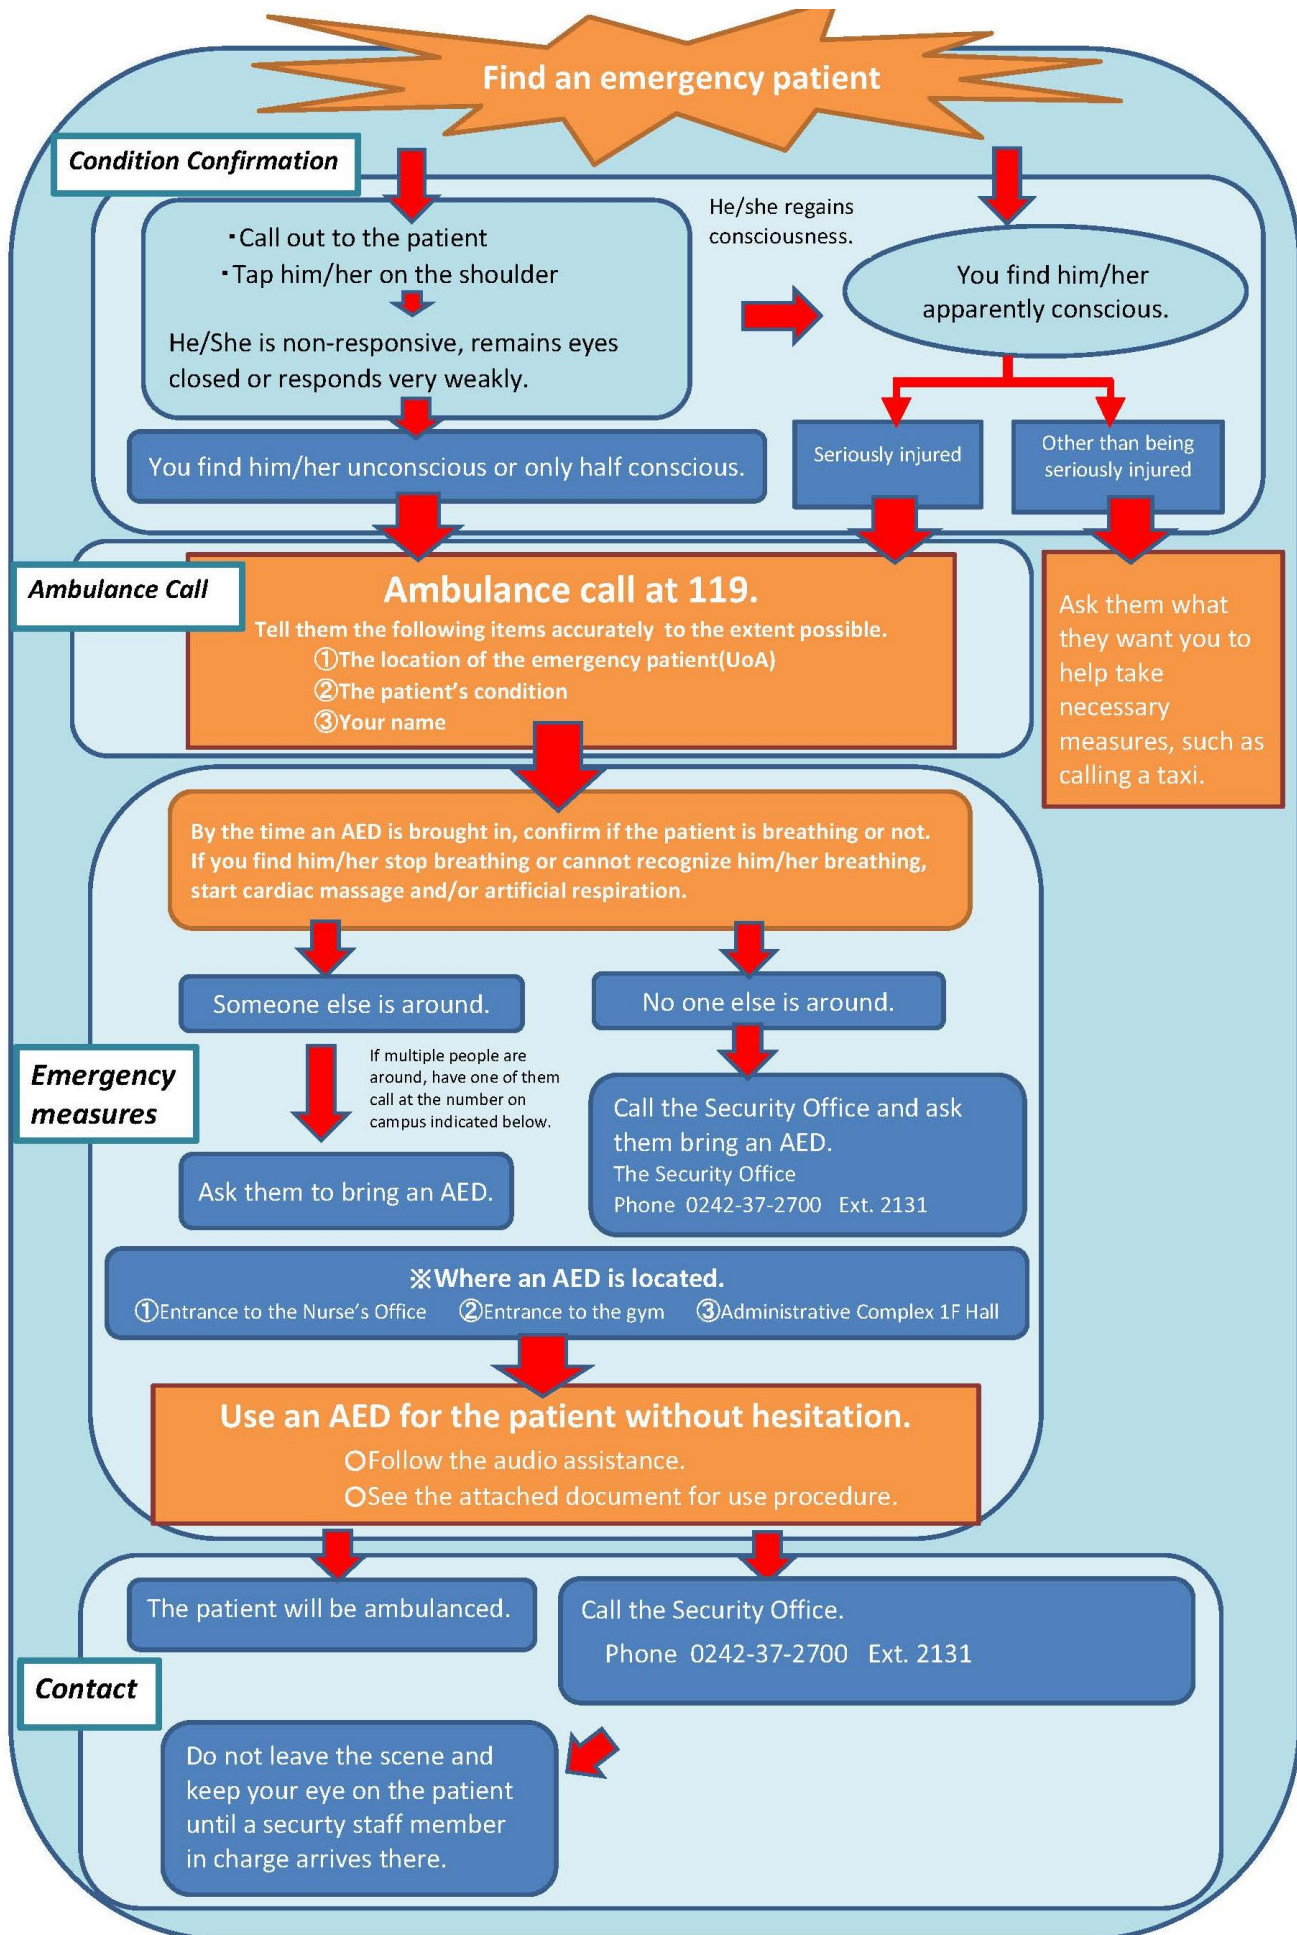 Find an emergency patient
Condition Confirmation
・Call out to the patient
・Tap him/her on the shoulder
He/She is non-responsive, remains eyes
closed or responds very weakly.
He/she regains
consciousness.
You find him/her
apparently conscious.
You find him/her unconscious or only half conscious.
Seriously injured
Other than being
seriously injured
Ambulance Call
Ambulance call at 119.
Tell them the following items accurately to the extent possible.
①The location of the emergency patient(UoA)
②The patient’s condition
③Your name
Ask them what
they want you to
help take
necessary
measures, such as
calling a taxi.
By the time an AED is brought in, confirm if the patient is breathing or not.
If you find him/her stop breathing or cannot recognize him/her breathing,
start cardiac massage and/or artificial respiration.
Someone else is around.
No one else is around.
Emergency
measures
If multiple people are
around, have one of them
call at the number on
campus indicated below.
Ask them to bring an AED.
Call the Security Office and ask
them bring an AED.
The Security Office
Phone 0242-37-2700 Ext. 2131
※Where an AED is located.
①Entrance to the Nurse’s Office ②Entrance to the gym ③Administrative Complex 1F Hall
Use an AED for the patient without hesitation.
○Follow the audio assistance.
○See the attached document for use procedure.
The patient will be ambulanced.
Call the Security Office.
Phone 0242-37-2700 Ext. 2131
Contact
Do not leave the scene and
keep your eye on the patient
until a securty staff member
in charge arrives there.